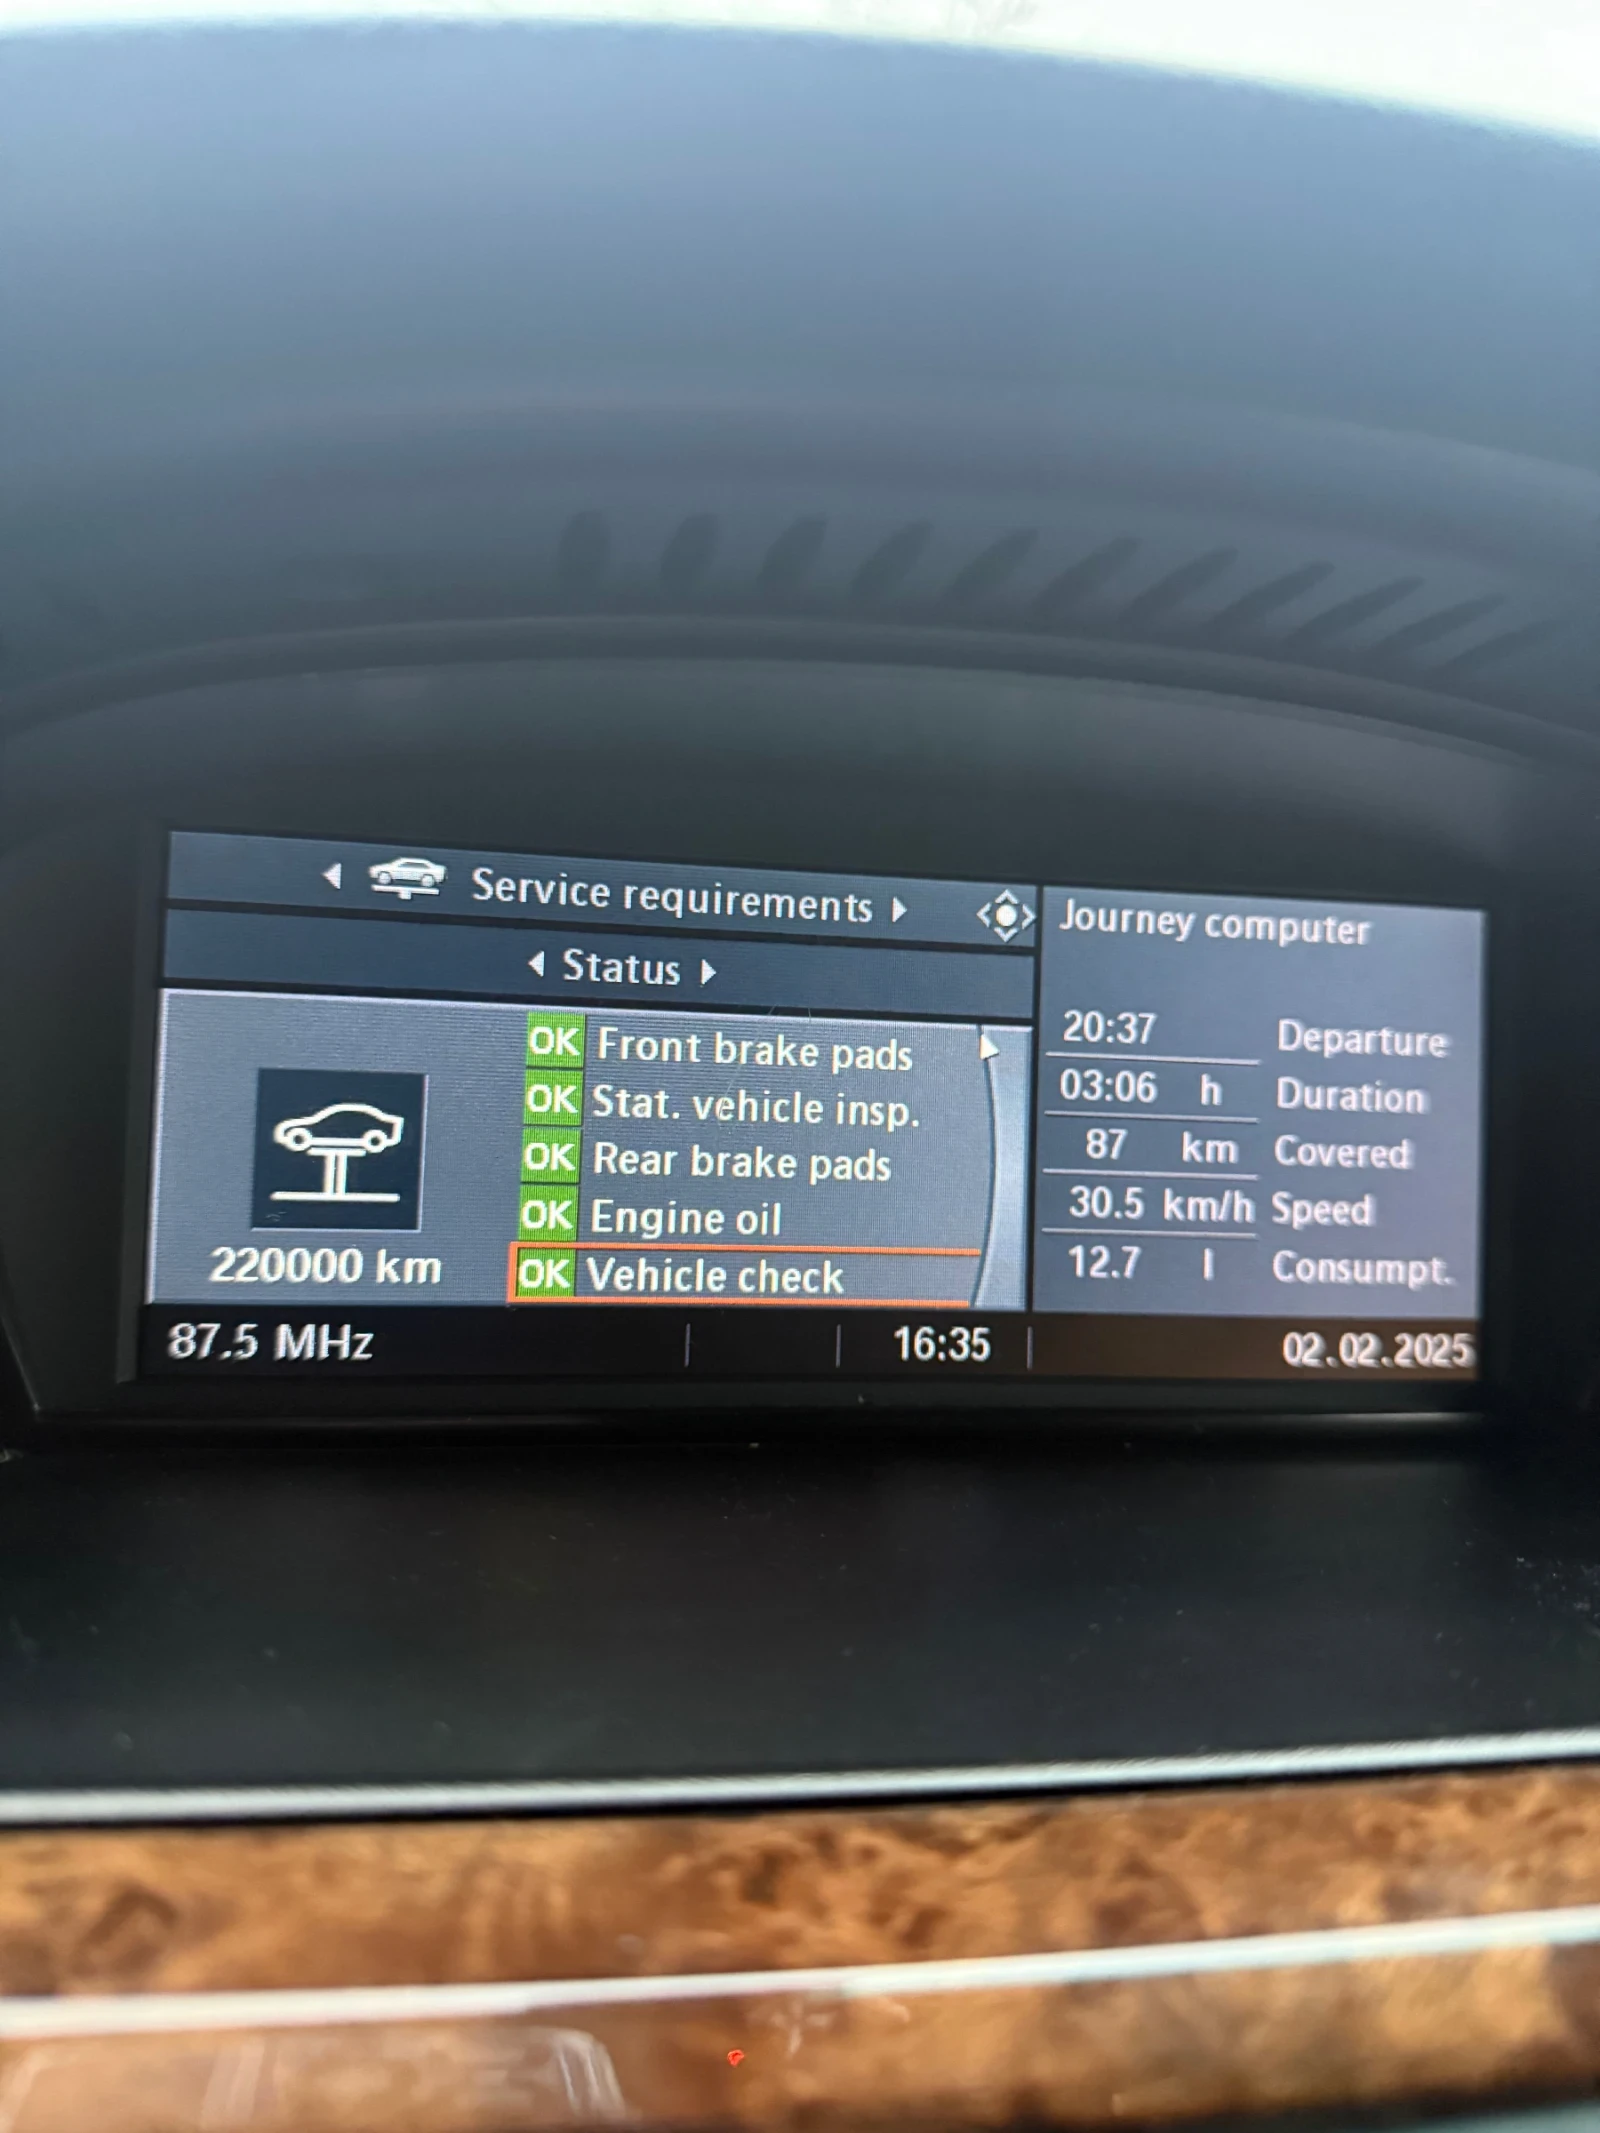 Service requirements
Status
OK Front brake pads
OK Stat. vehicle insp.
OK Rear brake pads
OK Engine oil
OK Vehicle check
220000 km
Journey computer
20:37 Departure
03:06 h Duration
87 km Covered
30.5 km/h Speed
12.7 l Consumpt.
87.5 MHz 16:35 02.02.2025